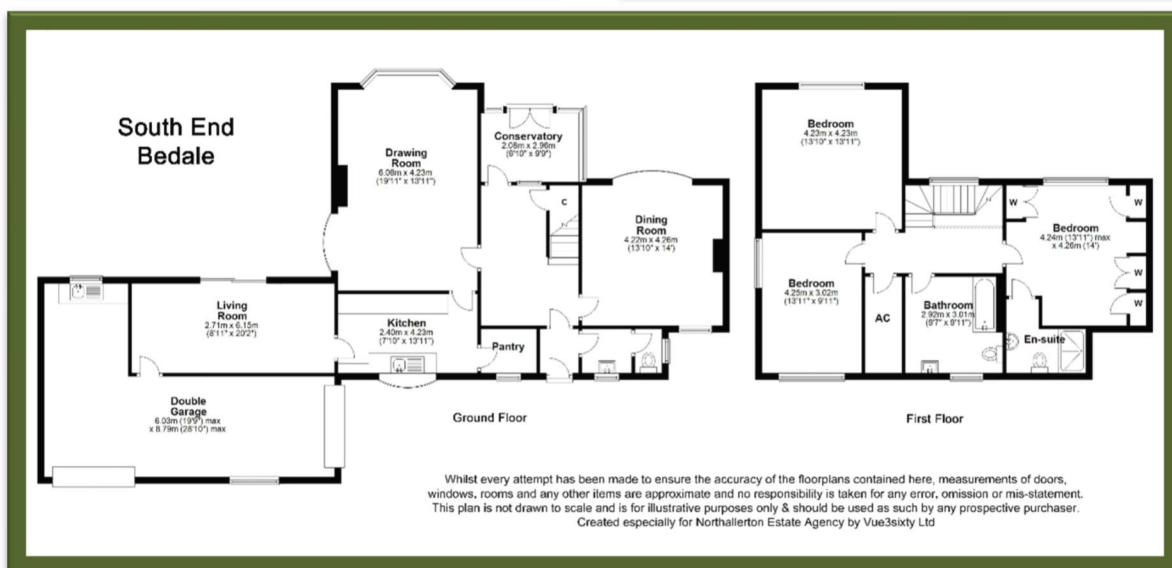 South End
Bedale
Drawing
Room
6.08m x 4.23m
(19'11" x 13'11")
Conservatory
2.08m x 2.96m
(6'10" x 9'9")
C
Dining
Room
4.22m x 4.26m
(13'10" x 14')
Living
Room
2.71m x 6.15m
(8'11" x 20'2")
Kitchen
2.40m x 4.23m
(7'10" x 13'11")
Pantry
Double
Garage
6.03m (19'9") max
x 8.79m (28'10") max
Ground Floor
Bedroom
4.23m x 4.23m
(13'10" x 13'11")
W
W
Bedroom
4.24m (13'11") max
x 4.26m (14')
W
W
Bedroom
4.25m x 3.02m
(13'11" x 9'11")
AC
Bathroom
2.92m x 3.01m
(9'7" x 9'11")
En-suite
First Floor
Whilst every attempt has been made to ensure the accuracy of the floorplans contained here, measurements of doors,
windows, rooms and any other items are approximate and no responsibility is taken for any error, omission or mis-statement.
This plan is not drawn to scale and is for illustrative purposes only & should be used as such by any prospective purchaser.
Created especially for Northallerton Estate Agency by Vue3sixty Ltd